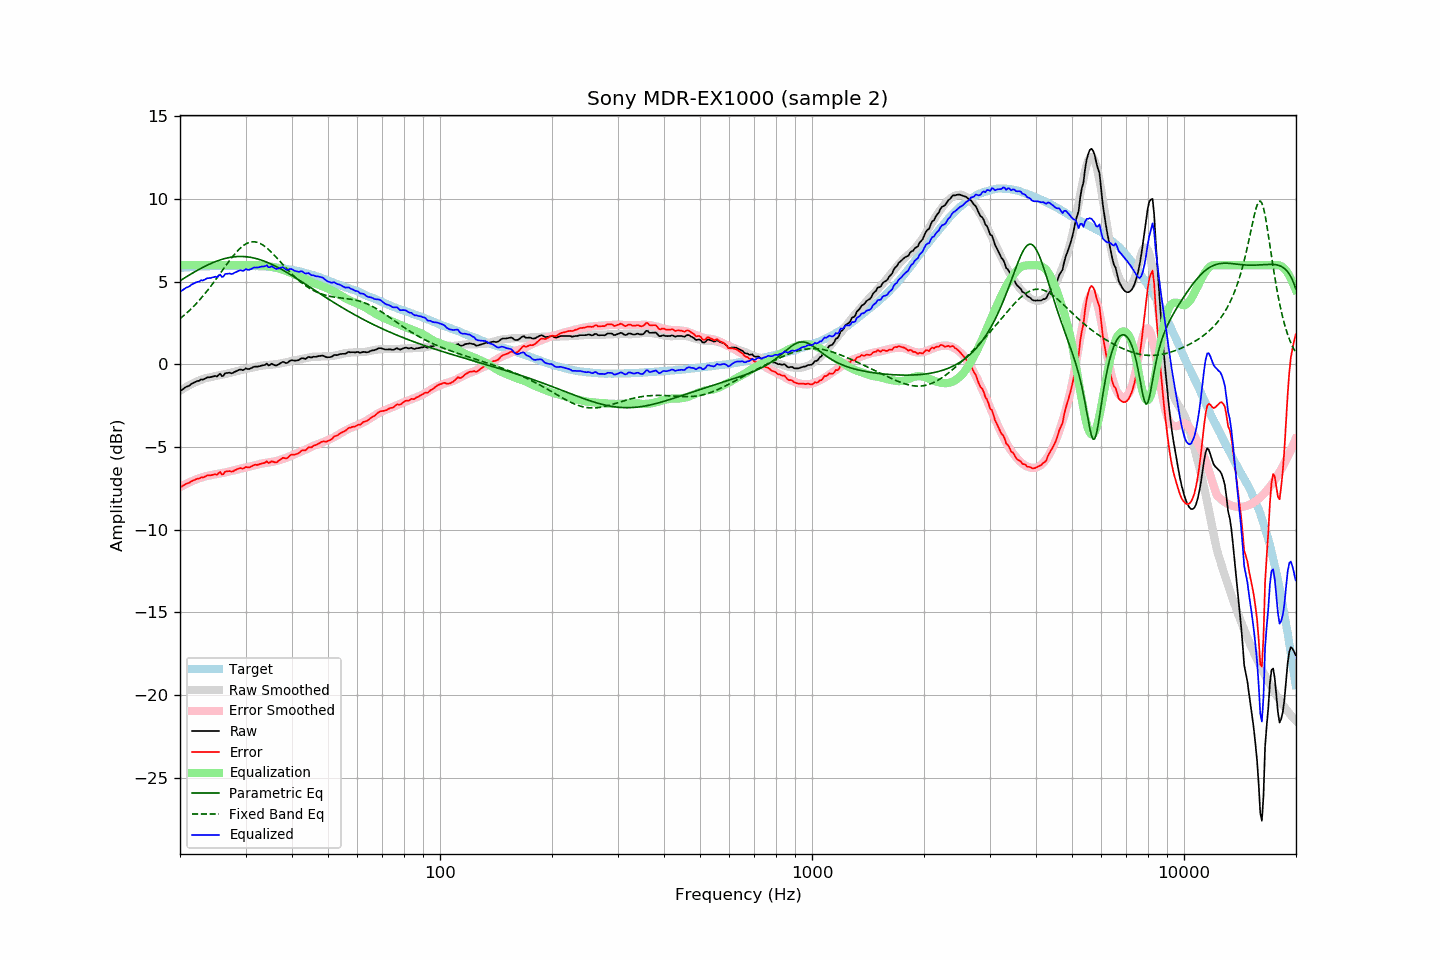 Sony MDR-EX1000 (sample 2)
15
10
5
0
−5
−10
−15
−20
−25
Amplitude (dBr)
Target
Raw Smoothed
Error Smoothed
Raw
Error
Equalization
Parametric Eq
Fixed Band Eq
Equalized
100
1000
10000
Frequency (Hz)